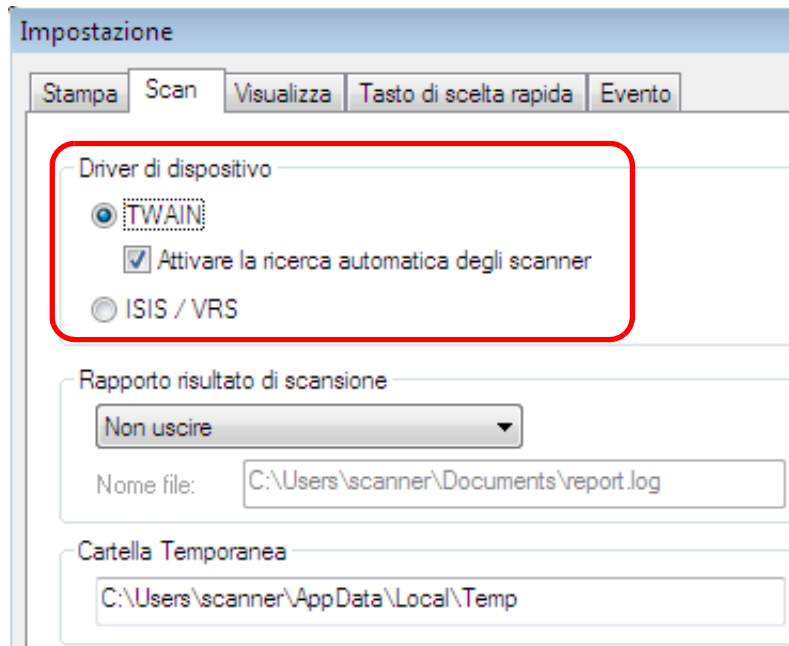 Impostazione
Stampa Scan Visualizza Tasto di scelta rapida Evento
Driver di dispositivo
TWAIN
Attivare la ricerca automatica degli scanner
ISIS / VRS
Rapporto risultato di scansione
Non uscire
Nome file: C:\Users\scanner\Documents\report.log
Cartella Temporanea
C:\Users\scanner\AppData\Local\Temp